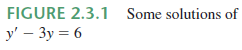 FIGURE 2.3.1 Some solutions of
y′ − 3y = 6